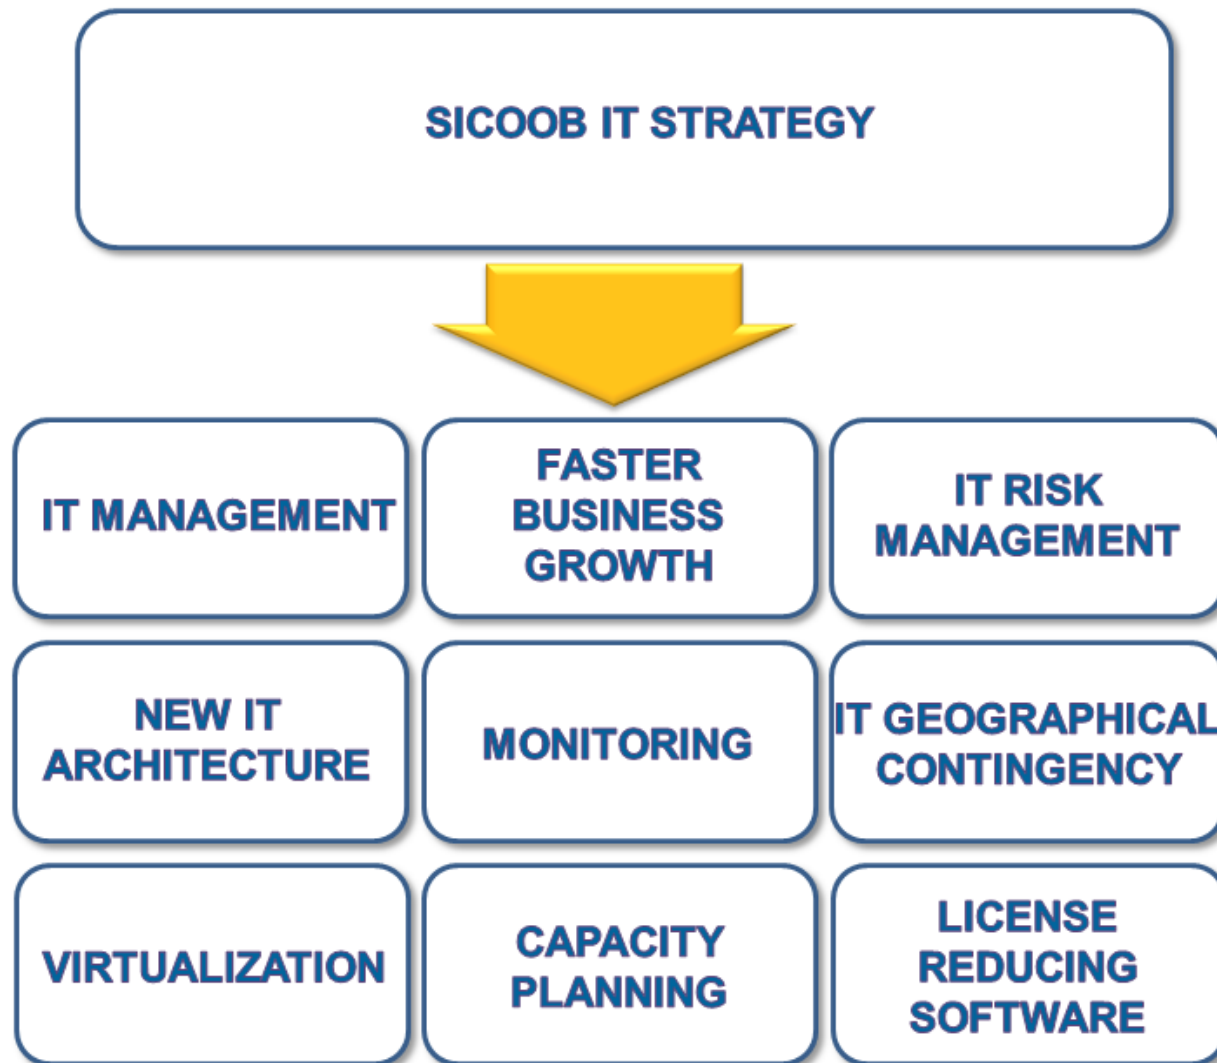 SICOOB IT STRATEGY
IT MANAGEMENT
FASTER
BUSINESS
GROWTH
IT RISK
MANAGEMENT
NEW IT
ARCHITECTURE
MONITORING
IT GEOGRAPHICAL
CONTINGENCY
VIRTUALIZATION
CAPACITY
PLANNING
LICENSE
REDUCING
SOFTWARE